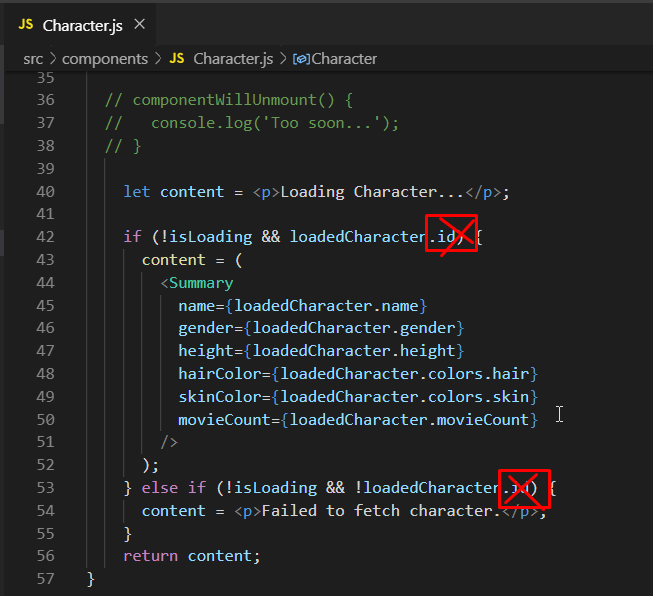 JS Character.js ×
src > components > JS Character.js > Character
35
36 // componentWillUnmount() {
37 // console.log('Too soon...');
38 // }
39
40 let content = <p>Loading Character...</p>;
41
42 if (!isLoading && loadedCharacter.id) {
43 content = (
44 <Summary
45 name={loadedCharacter.name}
46 gender={loadedCharacter.gender}
47 height={loadedCharacter.height}
48 hairColor={loadedCharacter.colors.hair}
49 skinColor={loadedCharacter.colors.skin}
50 movieCount={loadedCharacter.movieCount}
51 />
52 );
53 } else if (!isLoading && !loadedCharacter.id) {
54 content = <p>Failed to fetch character.</p>;
55 }
56 return content;
57 }